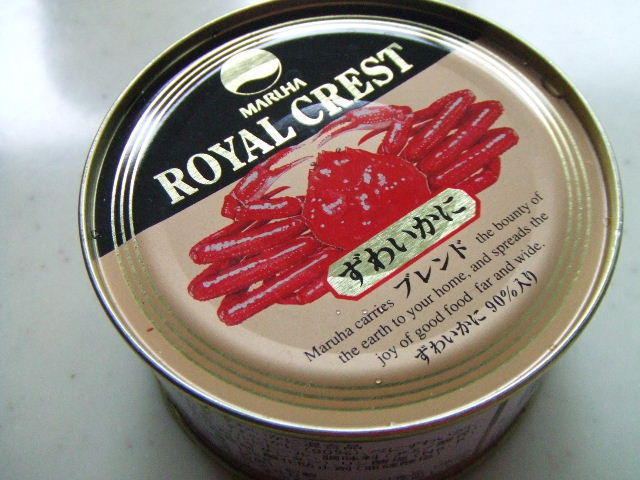 MARUHA
ROYAL CREST
ずわいかに
ブレンド
Maruha carries the bounty of
the earth to your home, and spreads the
joy of good food far and wide.
ずわいかに 90%入り